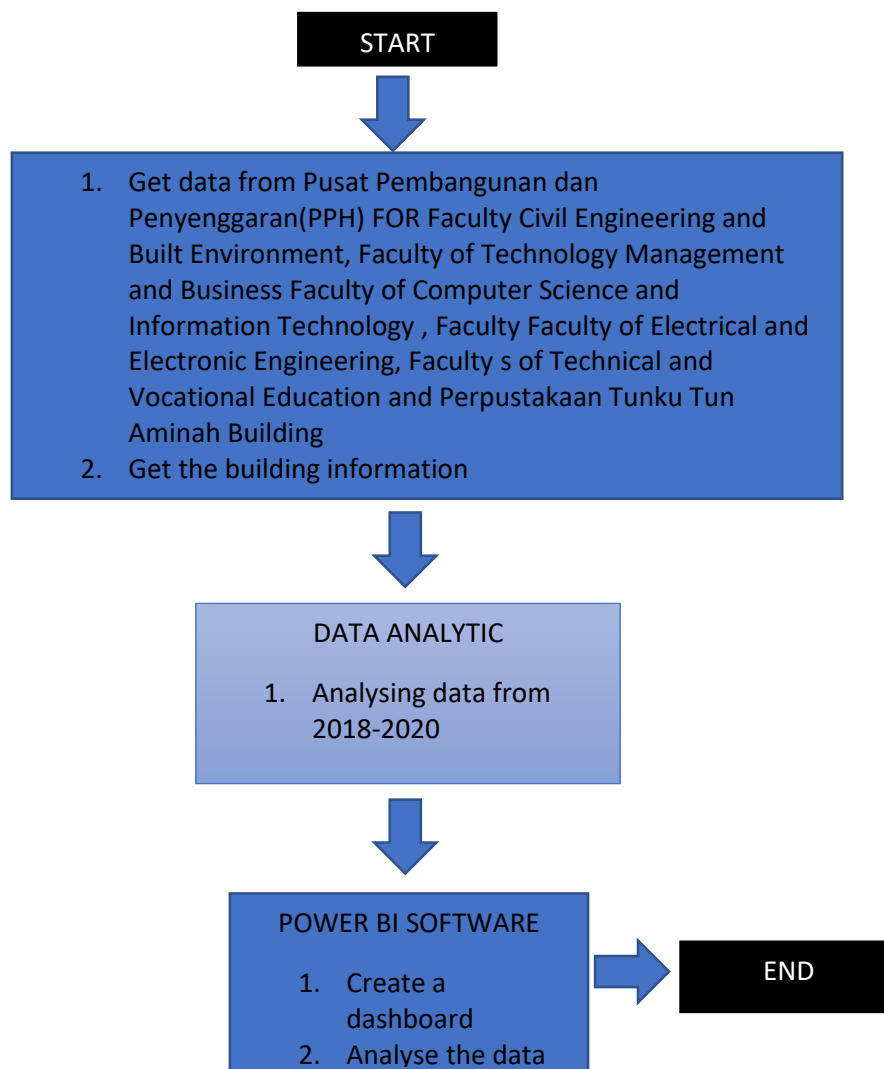 START
1. Get data from Pusat Pembangunan dan
Penyenggaran(PPH) FOR Faculty Civil Engineering and
Built Environment, Faculty of Technology Management
and Business Faculty of Computer Science and
Information Technology , Faculty Faculty of Electrical and
Electronic Engineering, Faculty s of Technical and
Vocational Education and Perpustakaan Tunku Tun
Aminah Building
2. Get the building information
DATA ANALYTIC
1. Analysing data from
2018-2020
POWER BI SOFTWARE
1. Create a
dashboard
2. Analyse the data
END